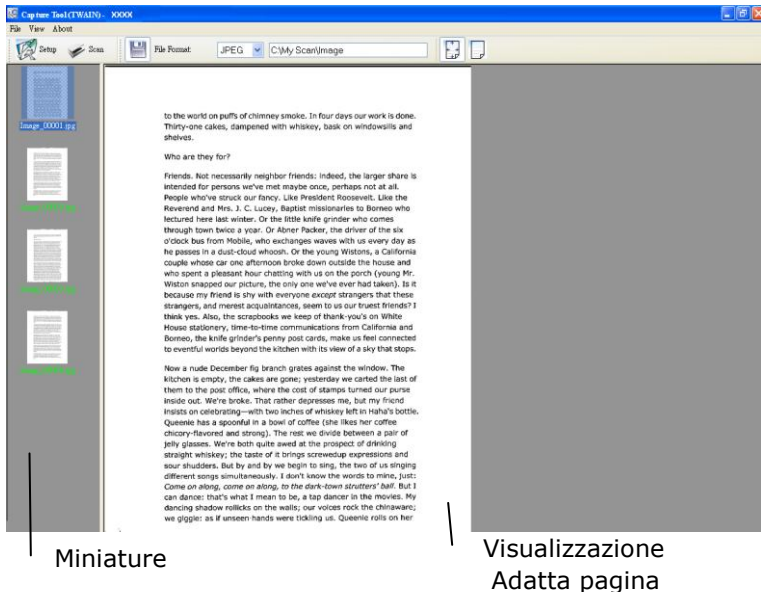 Capture Tool(TWAIN) - XXXX
File View About
Setup Scan File Format: JPEG C:\My Scan\Image
Image_00001.jpg
to the world on puffs of chimney smoke. In four days our work is done.
Thirty-one cakes, dampened with whiskey, bask on windowsills and
shelves.
Who are they for?
Friends. Not necessarily neighbor friends: indeed, the larger share is
intended for persons we've met maybe once, perhaps not at all.
People who've struck our fancy. Like President Roosevelt. Like the
Reverend and Mrs. J. C. Lucey, Baptist missionaries to Borneo who
lectured here last winter. Or the little knife grinder who comes
through town twice a year. Or Abner Packer, the driver of the six
o'clock bus from Mobile, who exchanges waves with us every day as
he passes in a dust-cloud whoosh. Or the young Wistons, a California
couple whose car one afternoon broke down outside the house and
who spent a pleasant hour chatting with us on the porch (young Mr.
Wiston snapped our picture, the only one we've ever had taken). Is it
because my friend is shy with everyone except strangers that these
strangers, and merest acquaintances, seem to us our truest friends? I
think yes. Also, the scrapbooks we keep of thank-you's on White
House stationery, time-to-time communications from California and
Borneo, the knife grinder's penny post cards, make us feel connected
to eventful worlds beyond the kitchen with its view of a sky that stops.
Now a nude December fig branch grates against the window. The
kitchen is empty, the cakes are gone; yesterday we carted the last of
them to the post office, where the cost of stamps turned our purse
inside out. We're broke. That rather depresses me, but my friend
insists on celebrating—with two inches of whiskey left in Haha's bottle.
Queenie has a spoonful in a bowl of coffee (she likes her coffee
chicory-flavored and strong). The rest we divide between a pair of
jelly glasses. We're both quite awed at the prospect of drinking
straight whiskey; the taste of it brings screwedup expressions and
sour shudders. But by and by we begin to sing, the two of us singing
different songs simultaneously. I don't know the words to mine, just:
Come on along, come on along, to the dark-town strutters' ball. But I
can dance: that's what I mean to be, a tap dancer in the movies. My
dancing shadow rollicks on the walls; our voices rock the chinaware;
we giggle: as if unseen hands were tickling us. Queenie rolls on her
Miniature
Visualizzazione
Adatta pagina